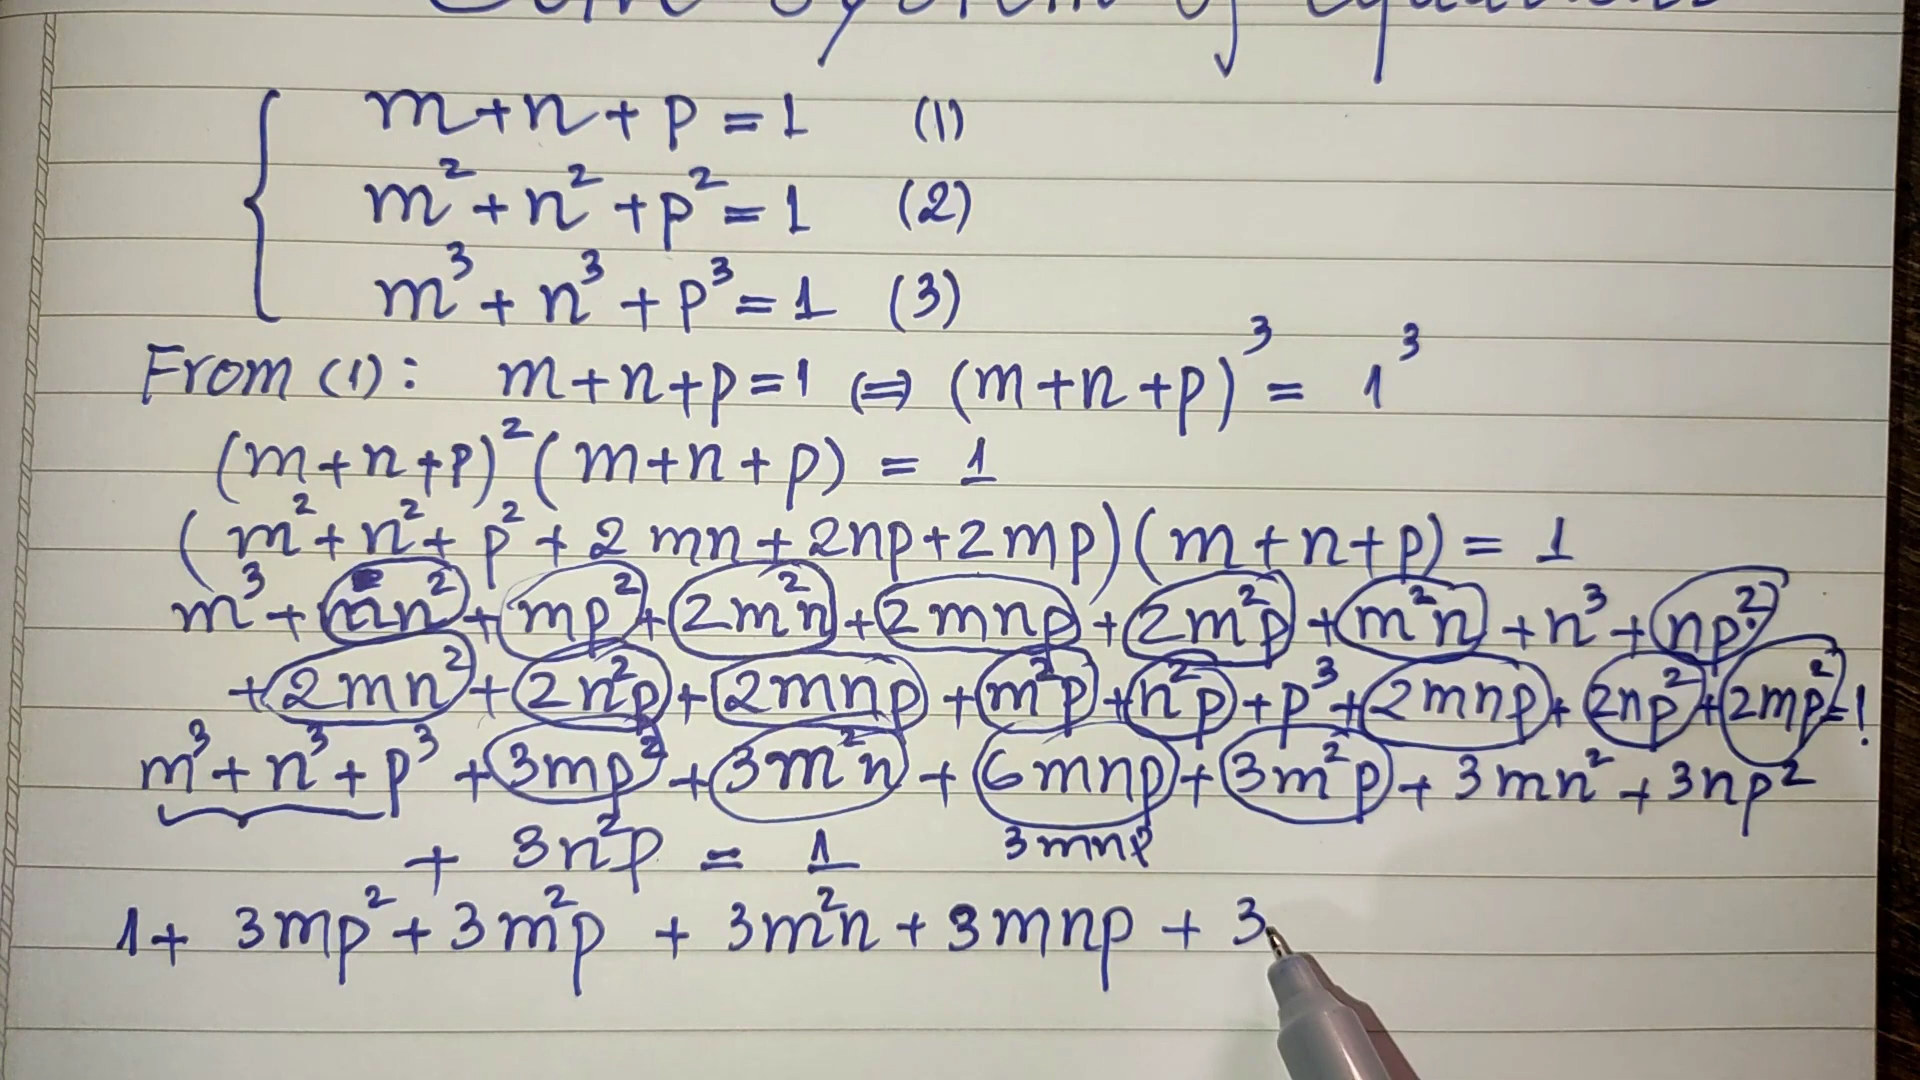 m+n+p=1 (1)
m²+n²+p²=1 (2)
m³+n³+p³=1 (3)
From (1): m+n+p=1 ⇔ (m+n+p)³ = 1³
(m+n+p)²(m+n+p) = 1
(m²+n²+p²+2mn+2np+2mp)(m+n+p) = 1
m³+mn²+mp²+2m²n+2mnp+2m²p+m²n+n³+np²
+2mn²+2n²p+2mnp+m²p+n²p+p³+2mnp+2np²+2mp²=1
m³+n³+p³+3mp²+3m²n+6mnp+3m²p+3mn²+3np²
+ 3n²p = 1
3mnp
1+ 3mp²+3m²p + 3m²n+3mnp + 3